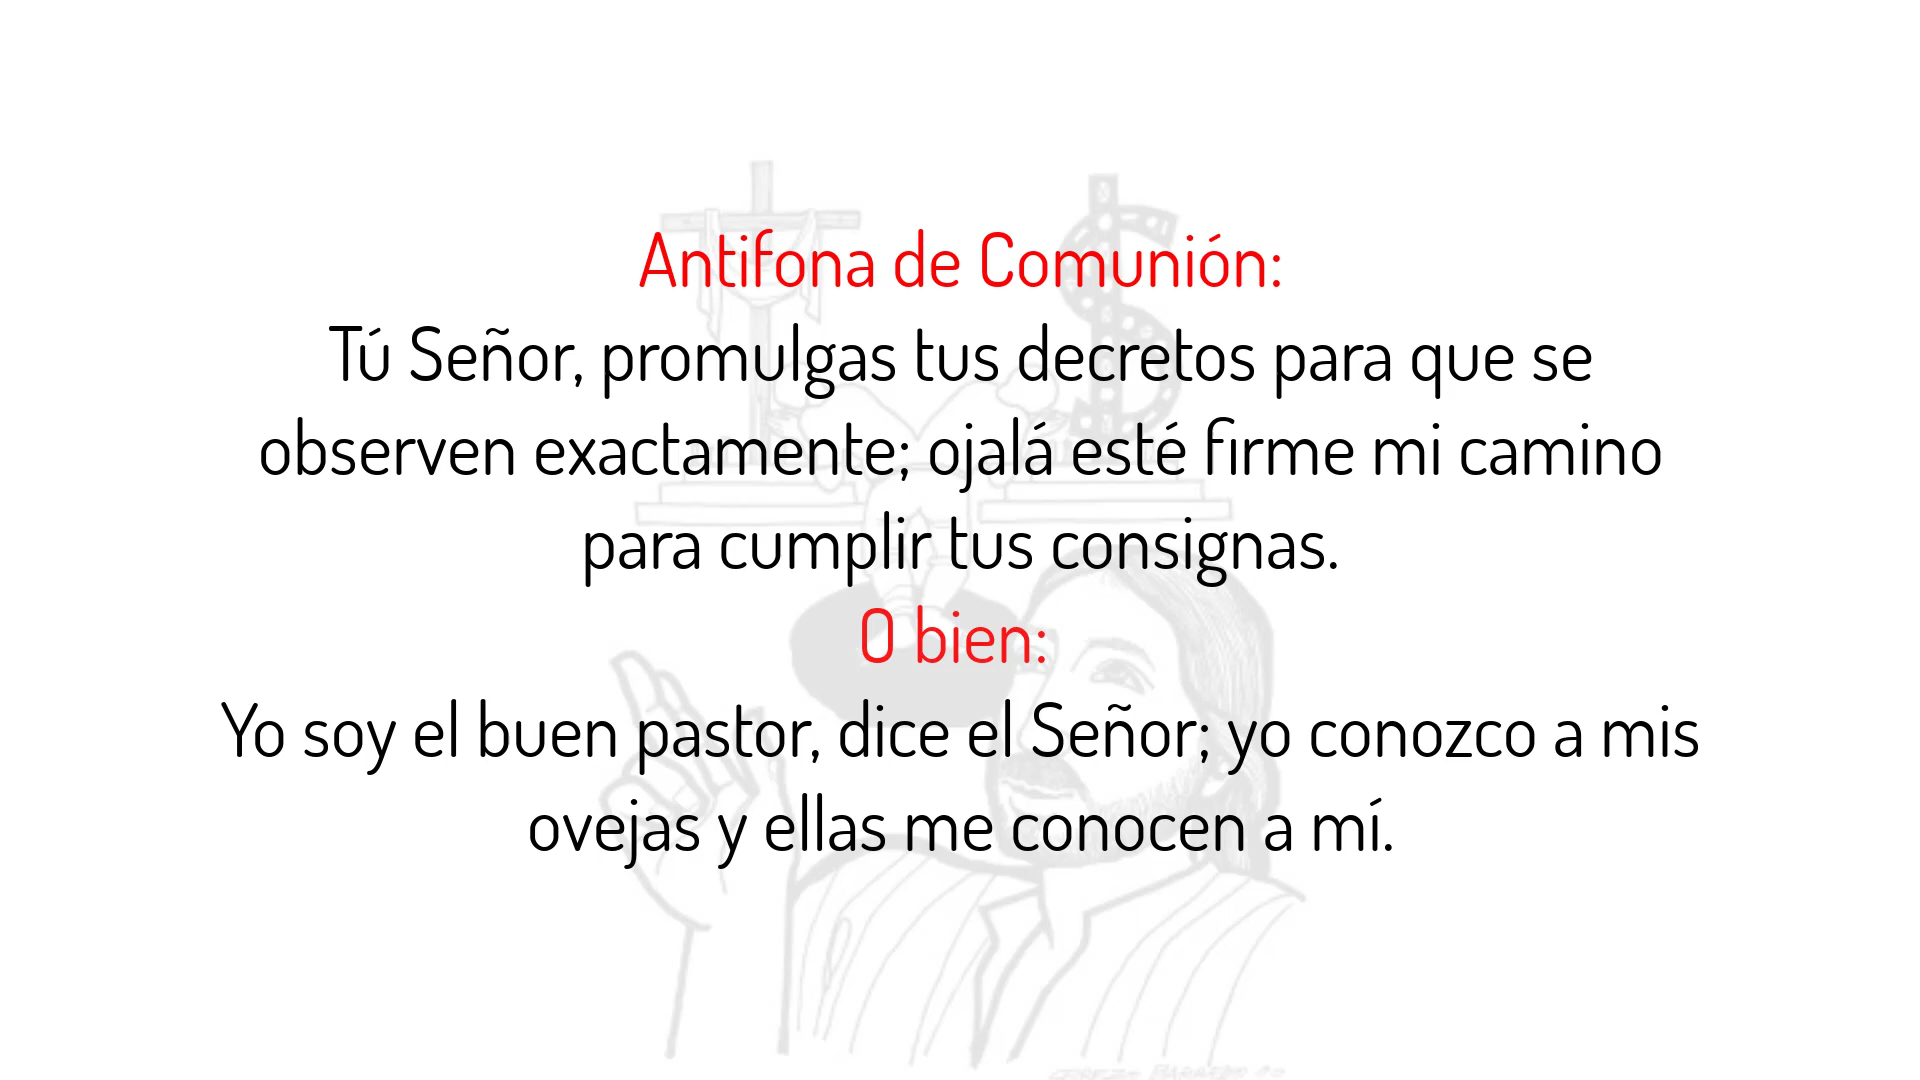 Antifona de Comunión:
Tú Señor, promulgas tus decretos para que se
observen exactamente; ojalá esté firme mi camino
para cumplir tus consignas.
O bien:
Yo soy el buen pastor, dice el Señor; yo conozco a mis
ovejas y ellas me conocen a mí.